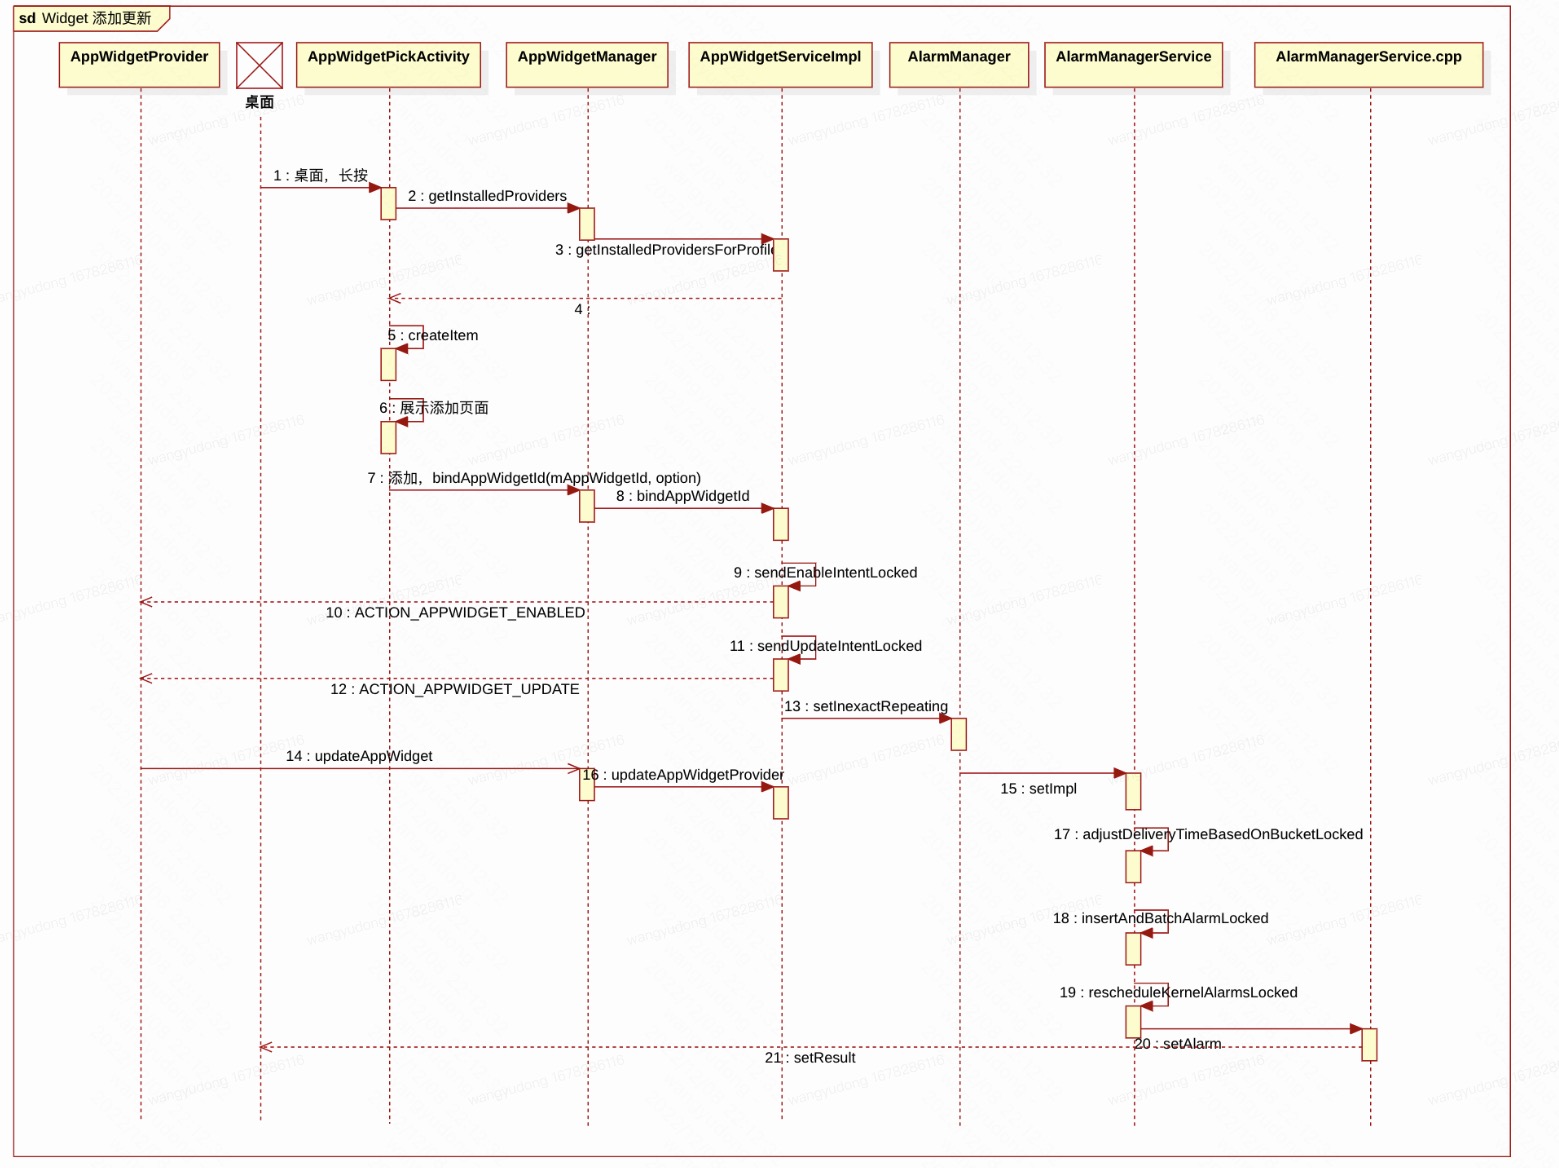 sd Widget 添加更新
AppWidgetProvider
桌面
AppWidgetPickActivity
AppWidgetManager
AppWidgetServiceImpl
AlarmManager
AlarmManagerService
AlarmManagerService.cpp
1 : 桌面，长按
2 : getInstalledProviders
3 : getInstalledProvidersForProfile
4 :
5 : createItem
6 : 展示添加页面
7 : 添加，bindAppWidgetId(mAppWidgetId, option)
8 : bindAppWidgetId
9 : sendEnableIntentLocked
10 : ACTION_APPWIDGET_ENABLED
11 : sendUpdateIntentLocked
12 : ACTION_APPWIDGET_UPDATE
13 : setInexactRepeating
14 : updateAppWidget
16 : updateAppWidgetProvider
15 : setImpl
17 : adjustDeliveryTimeBasedOnBucketLocked
18 : insertAndBatchAlarmLocked
19 : rescheduleKernelAlarmsLocked
20 : setAlarm
21 : setResult
wangyudong 1678286116